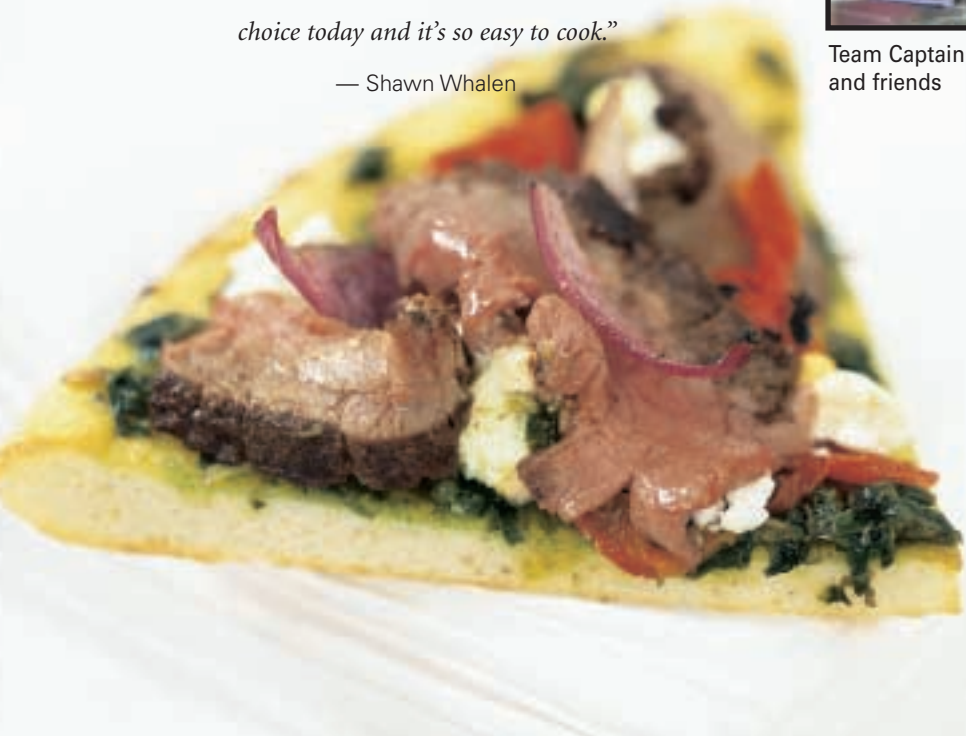 choice today and it’s so easy to cook.”
— Shawn Whalen
Team Captain
and friends